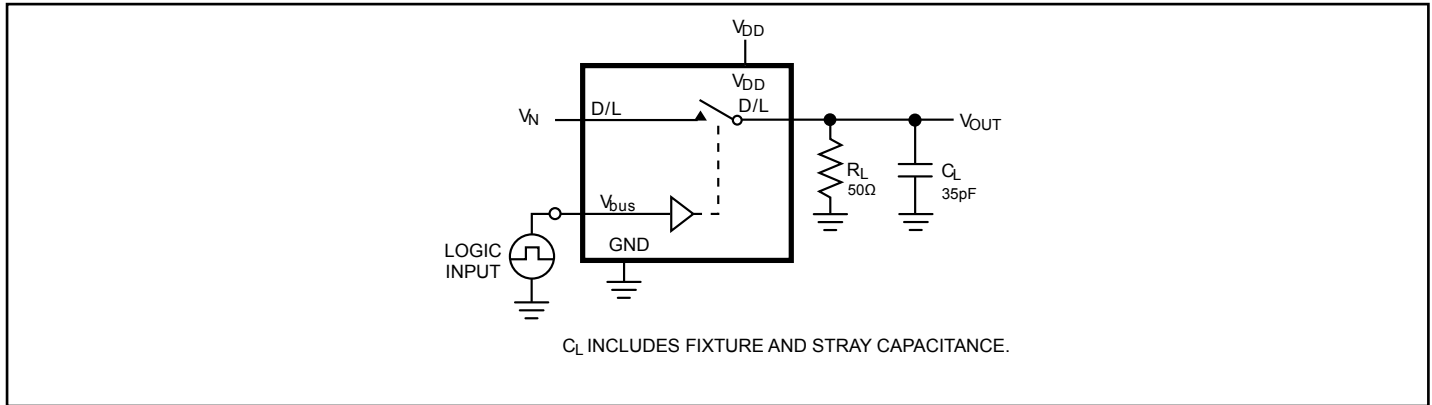 VDD
VDD
VN
D/L
D/L
VOUT
RL
50Ω
CL
35pF
Vbus
LOGIC
INPUT
GND
CL INCLUDES FIXTURE AND STRAY CAPACITANCE.